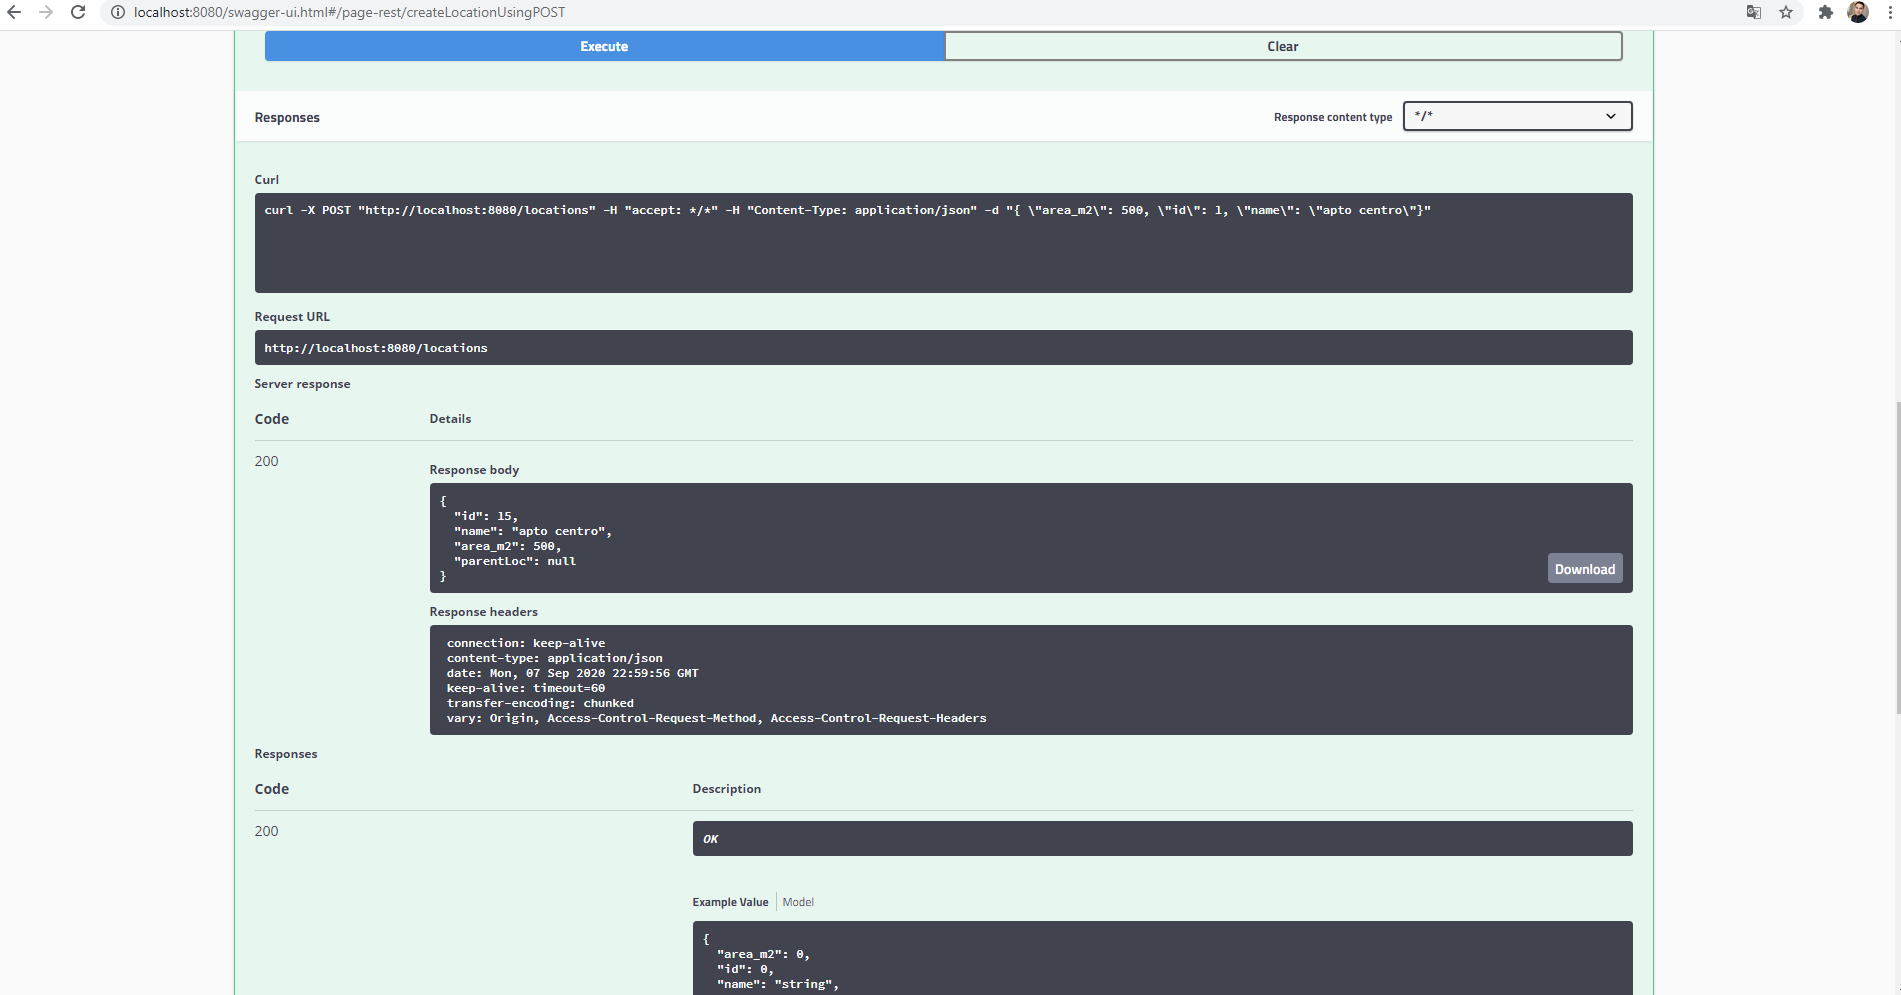 localhost:8080/swagger-ui.html#/page-rest/createLocationUsingPOST
Execute
Clear
Responses
Response content type
*/*
Curl
curl -X POST "http://localhost:8080/locations" -H "accept: */*" -H "Content-Type: application/json" -d "{ \"area_m2\": 500, \"id\": 1, \"name\": \"apto centro\"}"
Request URL
http://localhost:8080/locations
Server response
Code
Details
200
Response body
{
"id": 15,
"name": "apto centro",
"area_m2": 500,
"parentLoc": null
}
Download
Response headers
connection: keep-alive
content-type: application/json
date: Mon, 07 Sep 2020 22:59:56 GMT
keep-alive: timeout=60
transfer-encoding: chunked
vary: Origin, Access-Control-Request-Method, Access-Control-Request-Headers
Responses
Code
Description
200
OK
Example Value
Model
{
"area_m2": 0,
"id": 0,
"name": "string",